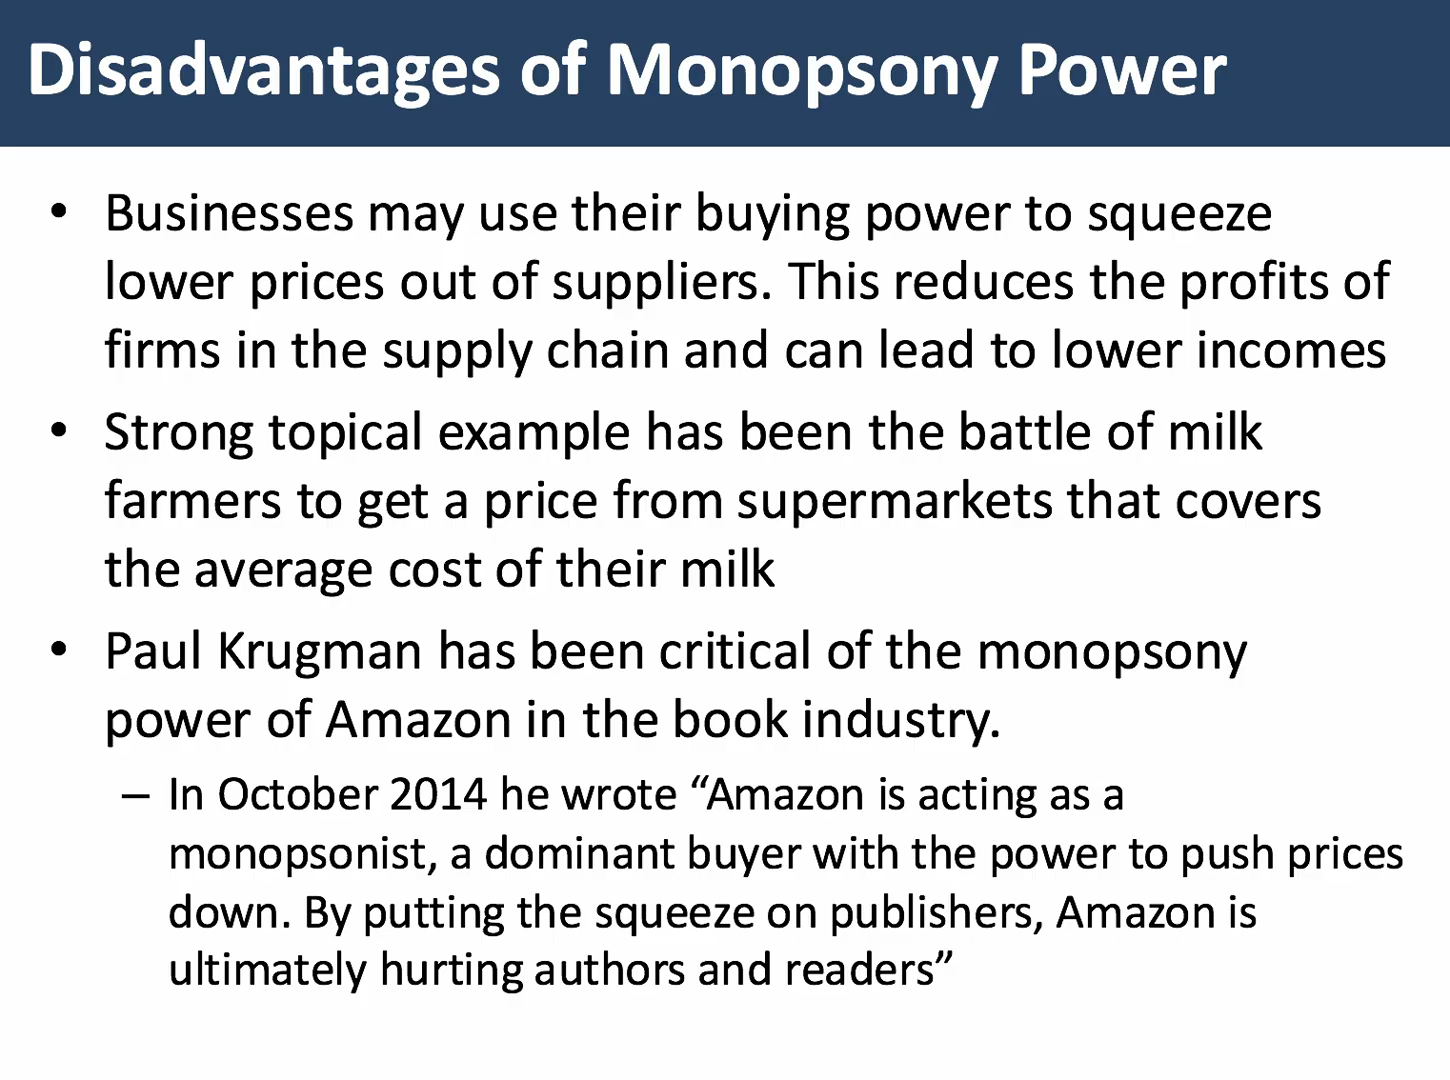 Disadvantages of Monopsony Power
• Businesses may use their buying power to squeeze
lower prices out of suppliers. This reduces the profits of
firms in the supply chain and can lead to lower incomes
• Strong topical example has been the battle of milk
farmers to get a price from supermarkets that covers
the average cost of their milk
• Paul Krugman has been critical of the monopsony
power of Amazon in the book industry.
– In October 2014 he wrote “Amazon is acting as a
monopsonist, a dominant buyer with the power to push prices
down. By putting the squeeze on publishers, Amazon is
ultimately hurting authors and readers”